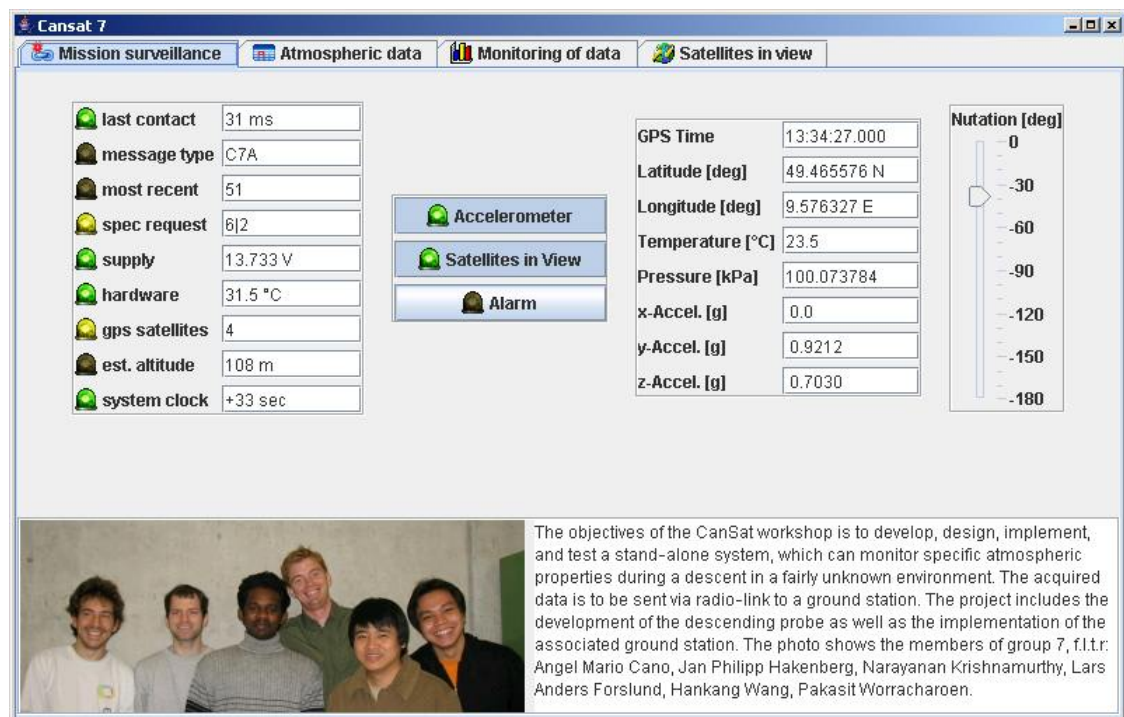 Cansat 7
Mission surveillance
Atmospheric data
Monitoring of data
Satellites in view
last contact 31 ms
message type C7A
most recent 51
spec request 6|2
supply 13.733 V
hardware 31.5 °C
gps satellites 4
est. altitude 108 m
system clock +33 sec
Accelerometer
Satellites in View
Alarm
GPS Time 13:34:27.000
Latitude [deg] 49.465576 N
Longitude [deg] 9.576327 E
Temperature [°C] 23.5
Pressure [kPa] 100.073784
x-Accel. [g] 0.0
y-Accel. [g] 0.9212
z-Accel. [g] 0.7030
Nutation [deg]
0
-30
-60
-90
-120
-150
-180
The objectives of the CanSat workshop is to develop, design, implement,
and test a stand-alone system, which can monitor specific atmospheric
properties during a descent in a fairly unknown environment. The acquired
data is to be sent via radio-link to a ground station. The project includes the
development of the descending probe as well as the implementation of the
associated ground station. The photo shows the members of group 7, f.l.t.r:
Angel Mario Cano, Jan Philipp Hakenberg, Narayanan Krishnamurthy, Lars
Anders Forslund, Hankang Wang, Pakasit Worracharoen.